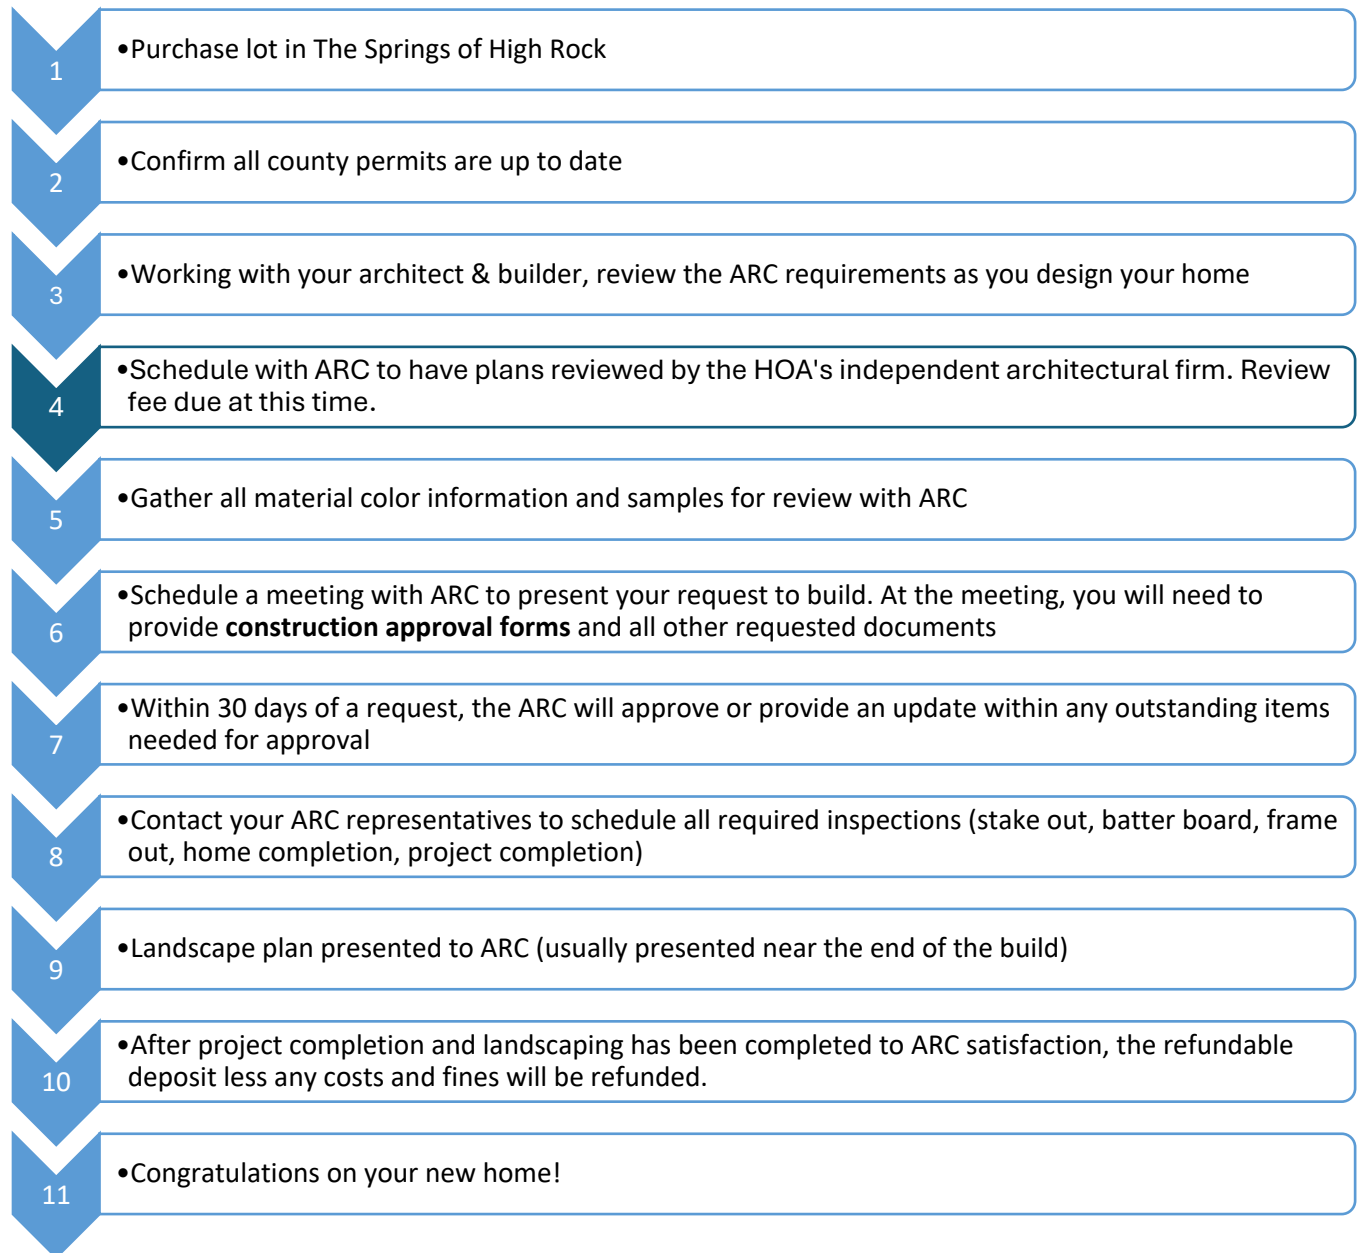 1
•Purchase lot in The Springs of High Rock
2
•Confirm all county permits are up to date
3
•Working with your architect & builder, review the ARC requirements as you design your home
4
•Schedule with ARC to have plans reviewed by the HOA's independent architectural firm. Review
fee due at this time.
5
•Gather all material color information and samples for review with ARC
6
•Schedule a meeting with ARC to present your request to build. At the meeting, you will need to
provide construction approval forms and all other requested documents
7
•Within 30 days of a request, the ARC will approve or provide an update within any outstanding items
needed for approval
8
•Contact your ARC representatives to schedule all required inspections (stake out, batter board, frame
out, home completion, project completion)
9
•Landscape plan presented to ARC (usually presented near the end of the build)
10
•After project completion and landscaping has been completed to ARC satisfaction, the refundable
deposit less any costs and fines will be refunded.
11
•Congratulations on your new home!